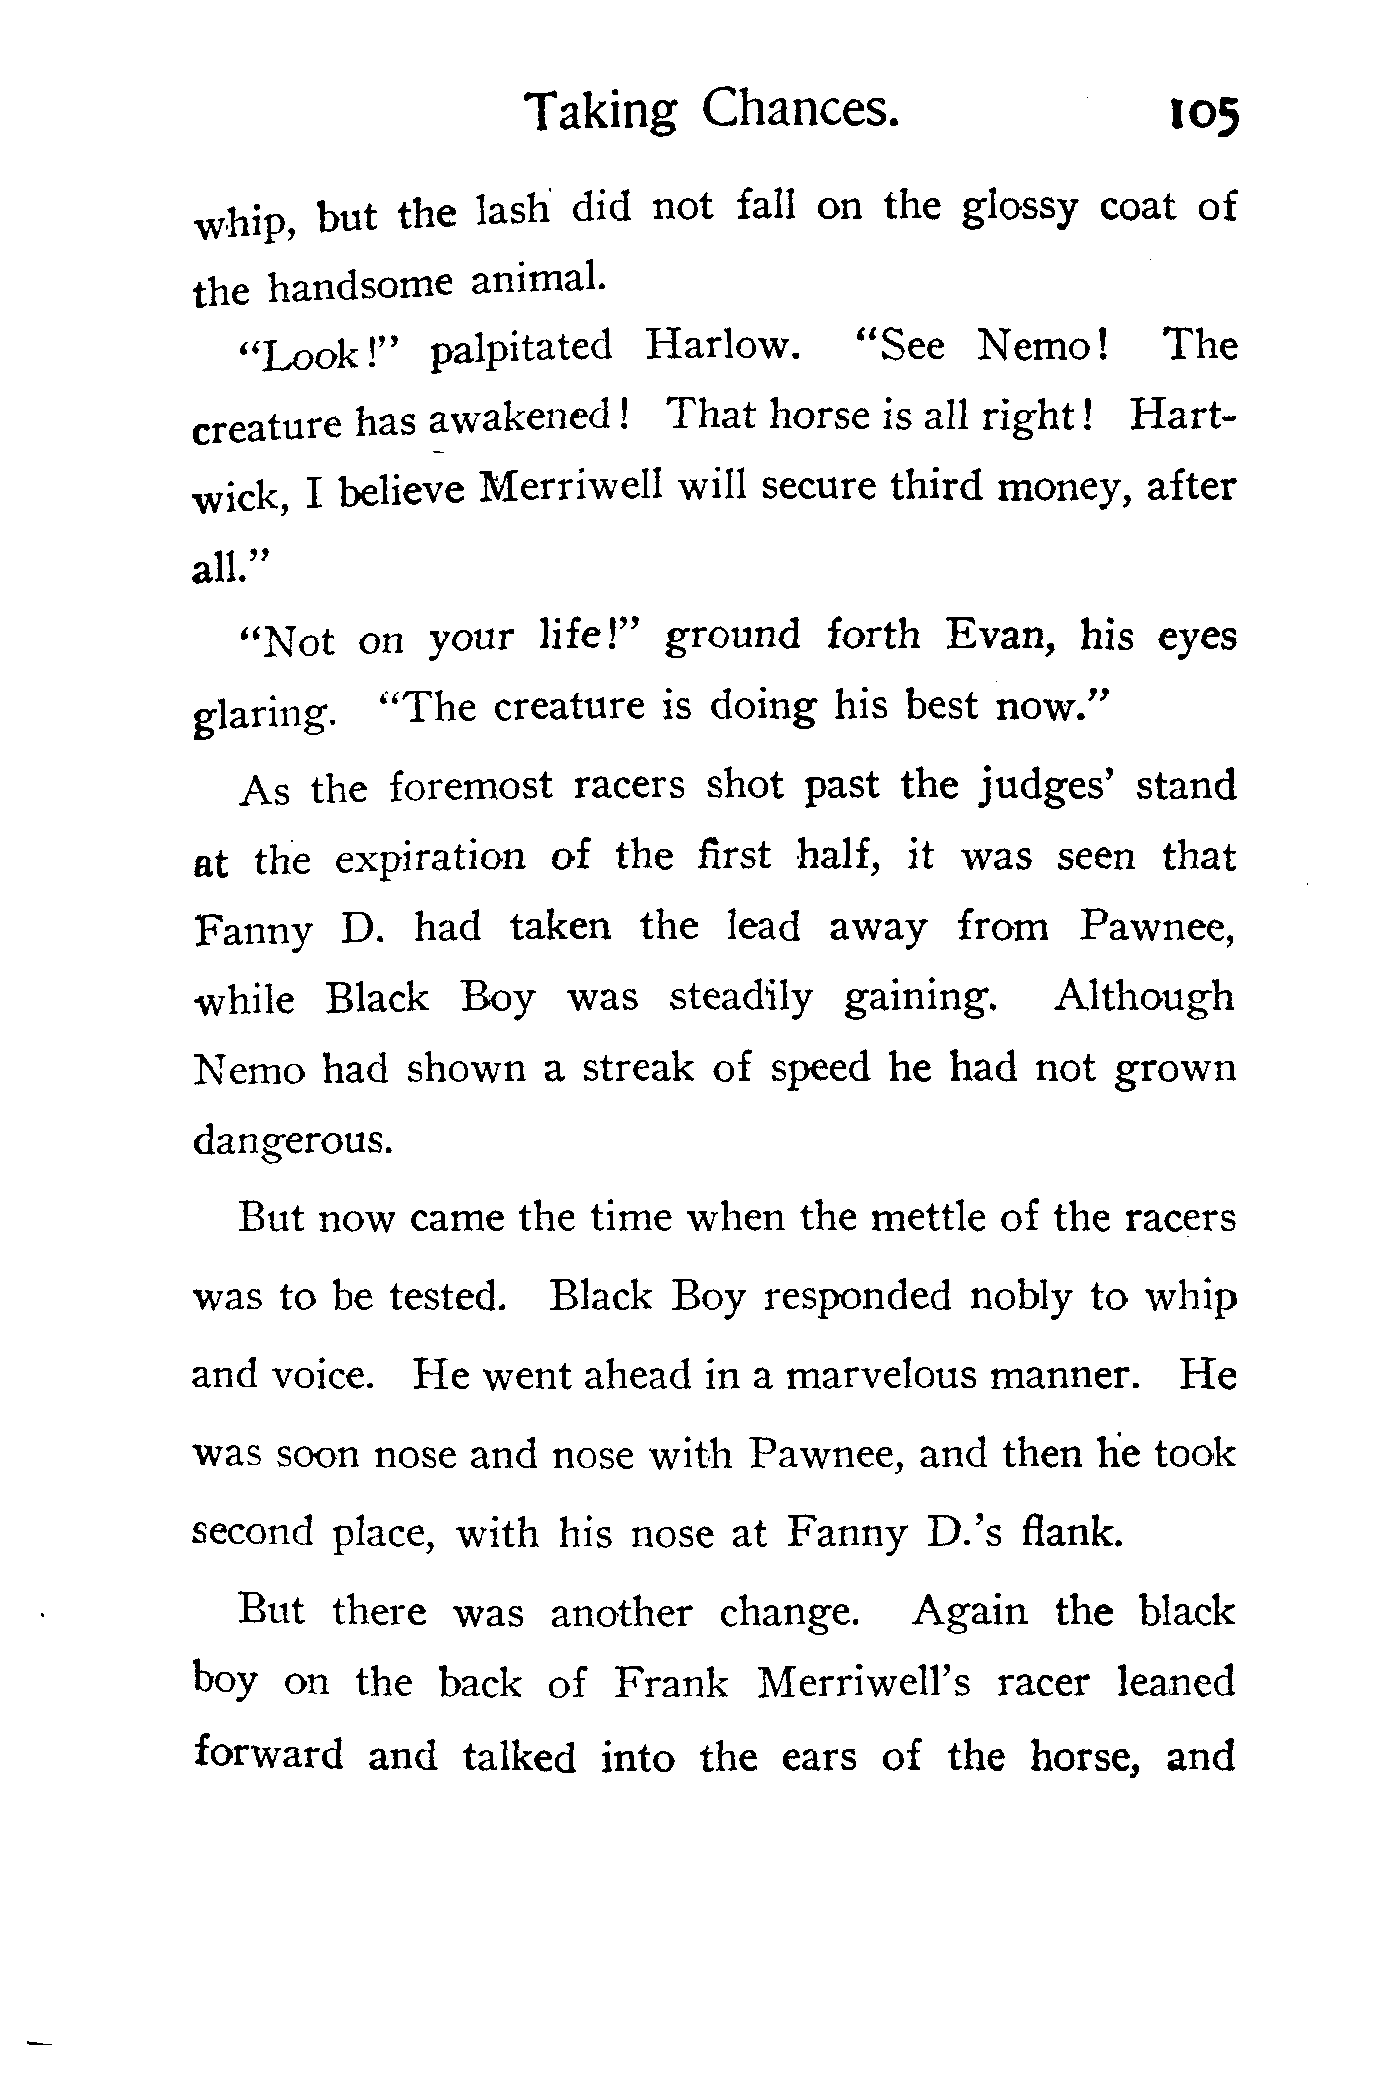 Taking Chances. 105
whip, but the lash did not fall on the glossy coat of
the handsome animal.
“Look!” palpitated Harlow. “See Nemo! The
creature has awakened! That horse is all right! Hart-
wick, I believe Merriwell will secure third money, after
all.”
“Not on your life!” ground forth Evan, his eyes
glaring. “The creature is doing his best now.”
As the foremost racers shot past the judges’ stand
at the expiration of the first half, it was seen that
Fanny D. had taken the lead away from Pawnee,
while Black Boy was steadily gaining. Although
Nemo had shown a streak of speed he had not grown
dangerous.
But now came the time when the mettle of the racers
was to be tested. Black Boy responded nobly to whip
and voice. He went ahead in a marvelous manner. He
was soon nose and nose with Pawnee, and then he took
second place, with his nose at Fanny D.’s flank.
But there was another change. Again the black
boy on the back of Frank Merriwell’s racer leaned
forward and talked into the ears of the horse, and